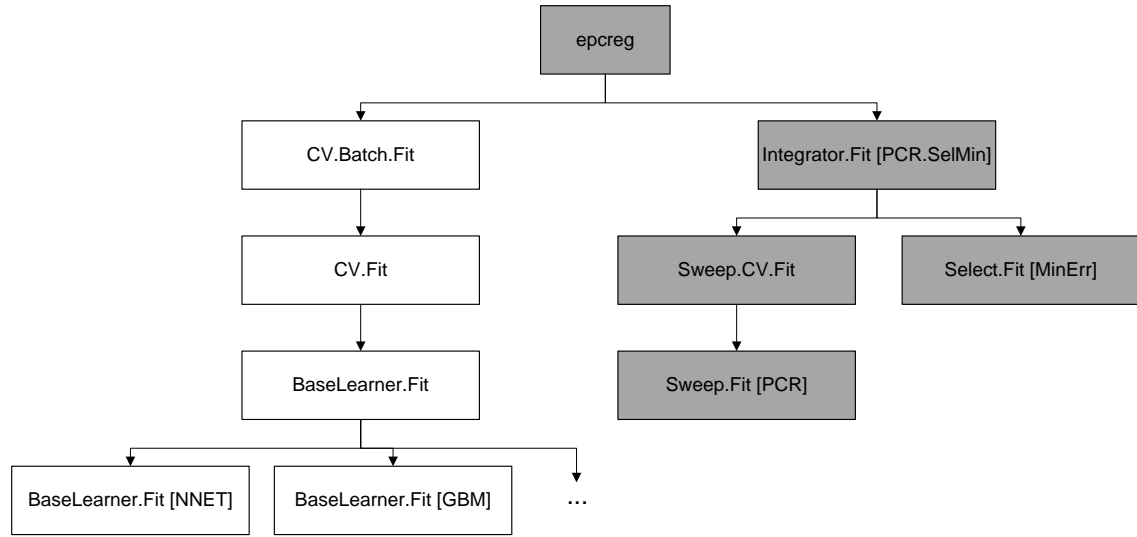 epcreg
CV.Batch.Fit
Integrator.Fit [PCR.SelMin]
CV.Fit
Sweep.CV.Fit
Select.Fit [MinErr]
BaseLearner.Fit
Sweep.Fit [PCR]
BaseLearner.Fit [NNET]
BaseLearner.Fit [GBM]
...